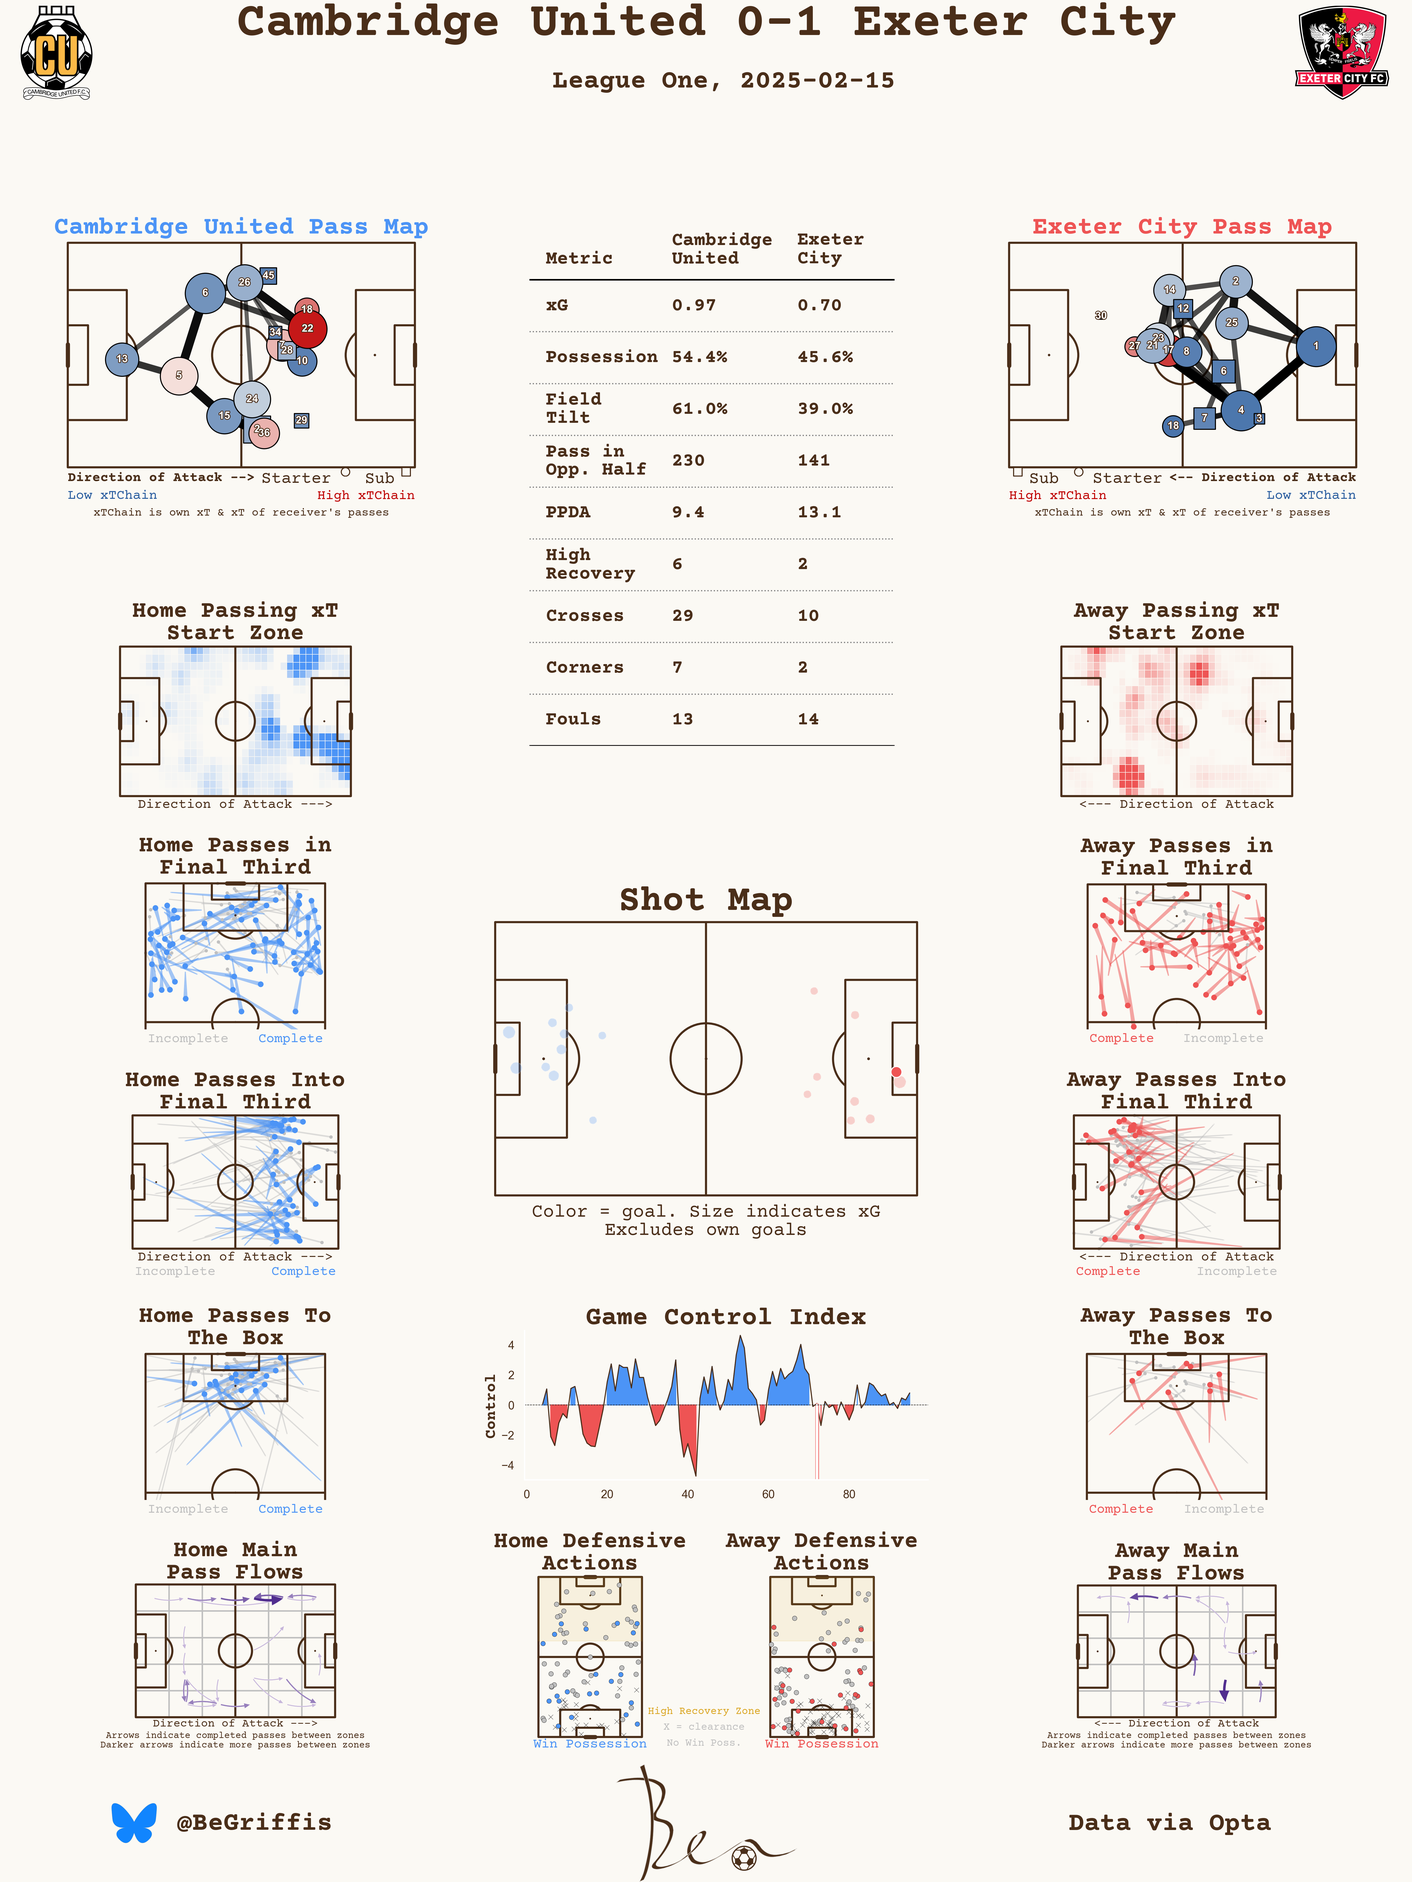 Cambridge United 0-1 Exeter City
League One, 2025-02-15
CU
CAMBRIDGE UNITED F.C.
EXETER CITY FC
Cambridge United Pass Map
6
26
45
18
22
34
7
28
10
13
5
15
24
2
36
29
Direction of Attack --> Starter Sub
Low xTChain High xTChain
xTChain is own xT & xT of receiver's passes
Metric Cambridge United Exeter City
xG 0.97 0.70
Possession 54.4% 45.6%
Field Tilt 61.0% 39.0%
Pass in Opp. Half 230 141
PPDA 9.4 13.1
High Recovery 6 2
Crosses 29 10
Corners 7 2
Fouls 13 14
Exeter City Pass Map
14
2
12
30
25
23
27
21
17
8
1
6
4
7
3
18
Sub Starter <-- Direction of Attack
High xTChain Low xTChain
xTChain is own xT & xT of receiver's passes
Home Passing xT
Start Zone
Direction of Attack --->
Away Passing xT
Start Zone
<--- Direction of Attack
Home Passes in
Final Third
Incomplete Complete
Away Passes in
Final Third
Complete Incomplete
Shot Map
Color = goal. Size indicates xG
Excludes own goals
Home Passes Into
Final Third
Direction of Attack --->
Incomplete Complete
Away Passes Into
Final Third
<--- Direction of Attack
Complete Incomplete
Home Passes To
The Box
Incomplete Complete
Game Control Index
Control
4
2
0
−2
−4
0 20 40 60 80
Away Passes To
The Box
Complete Incomplete
Home Main
Pass Flows
Direction of Attack --->
Arrows indicate completed passes between zones
Darker arrows indicate more passes between zones
Home Defensive
Actions
Win Possession
High Recovery Zone
X = clearance
No Win Poss.
Away Defensive
Actions
Win Possession
Away Main
Pass Flows
<--- Direction of Attack
Arrows indicate completed passes between zones
Darker arrows indicate more passes between zones
@BeGriffis
Ben
Data via Opta